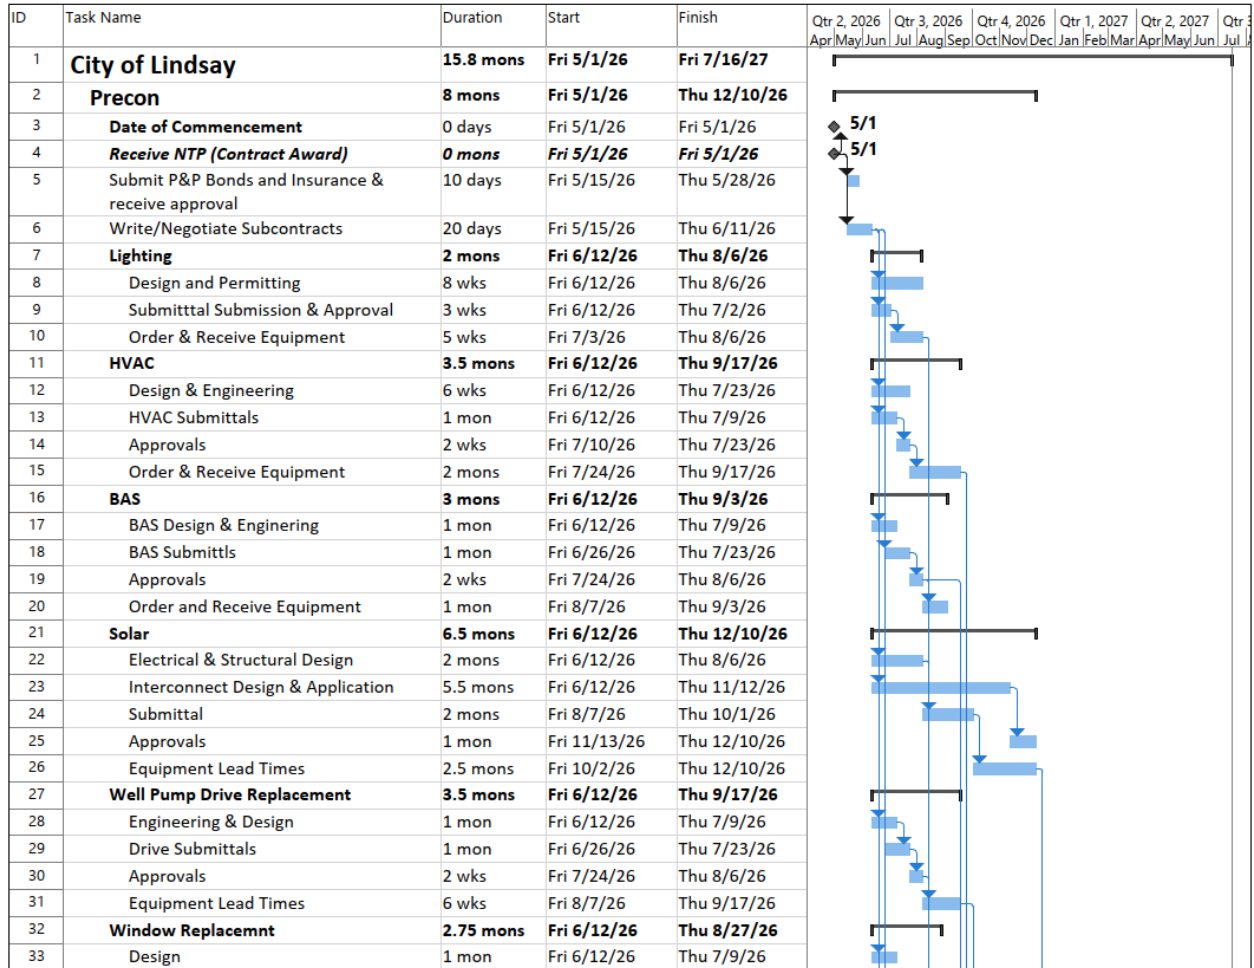 ID Task Name Duration Start Finish Qtr 2, 2026 Qtr 3, 2026 Qtr 4, 2026 Qtr 1, 2027 Qtr 2, 2027 Qtr
Apr May Jun Jul Aug Sep Oct Nov Dec Jan Feb Mar Apr May Jun Jul
1 City of Lindsay 15.8 mons Fri 5/1/26 Fri 7/16/27
2 Precon 8 mons Fri 5/1/26 Thu 12/10/26
3 Date of Commencement 0 days Fri 5/1/26 Fri 5/1/26 5/1
4 Receive NTP (Contract Award) 0 mons Fri 5/1/26 Fri 5/1/26 5/1
5 Submit P&P Bonds and Insurance & 10 days Fri 5/15/26 Thu 5/28/26
receive approval
6 Write/Negotiate Subcontracts 20 days Fri 5/15/26 Thu 6/11/26
7 Lighting 2 mons Fri 6/12/26 Thu 8/6/26
8 Design and Permitting 8 wks Fri 6/12/26 Thu 8/6/26
9 Submitttal Submission & Approval 3 wks Fri 6/12/26 Thu 7/2/26
10 Order & Receive Equipment 5 wks Fri 7/3/26 Thu 8/6/26
11 HVAC 3.5 mons Fri 6/12/26 Thu 9/17/26
12 Design & Engineering 6 wks Fri 6/12/26 Thu 7/23/26
13 HVAC Submittals 1 mon Fri 6/12/26 Thu 7/9/26
14 Approvals 2 wks Fri 7/10/26 Thu 7/23/26
15 Order & Receive Equipment 2 mons Fri 7/24/26 Thu 9/17/26
16 BAS 3 mons Fri 6/12/26 Thu 9/3/26
17 BAS Design & Enginering 1 mon Fri 6/12/26 Thu 7/9/26
18 BAS Submittls 1 mon Fri 6/26/26 Thu 7/23/26
19 Approvals 2 wks Fri 7/24/26 Thu 8/6/26
20 Order and Receive Equipment 1 mon Fri 8/7/26 Thu 9/3/26
21 Solar 6.5 mons Fri 6/12/26 Thu 12/10/26
22 Electrical & Structural Design 2 mons Fri 6/12/26 Thu 8/6/26
23 Interconnect Design & Application 5.5 mons Fri 6/12/26 Thu 11/12/26
24 Submittal 2 mons Fri 8/7/26 Thu 10/1/26
25 Approvals 1 mon Fri 11/13/26 Thu 12/10/26
26 Equipment Lead Times 2.5 mons Fri 10/2/26 Thu 12/10/26
27 Well Pump Drive Replacement 3.5 mons Fri 6/12/26 Thu 9/17/26
28 Engineering & Design 1 mon Fri 6/12/26 Thu 7/9/26
29 Drive Submittals 1 mon Fri 6/26/26 Thu 7/23/26
30 Approvals 2 wks Fri 7/24/26 Thu 8/6/26
31 Equipment Lead Times 6 wks Fri 8/7/26 Thu 9/17/26
32 Window Replacemnt 2.75 mons Fri 6/12/26 Thu 8/27/26
33 Design 1 mon Fri 6/12/26 Thu 7/9/26